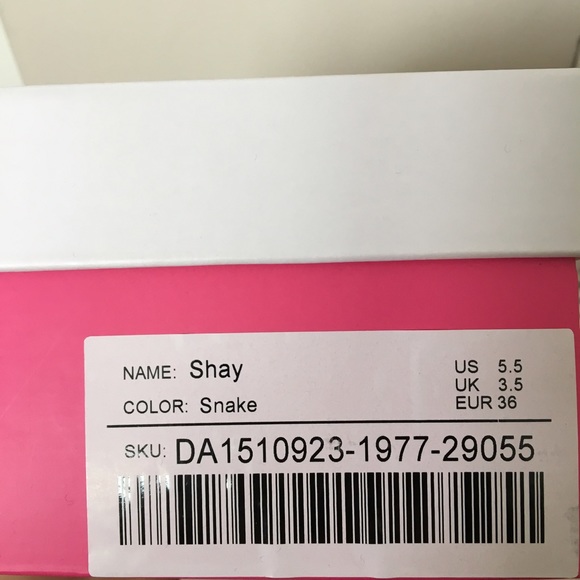 NAME: Shay US 5.5
UK 3.5
COLOR: Snake EUR 36
SKU: DA1510923-1977-29055